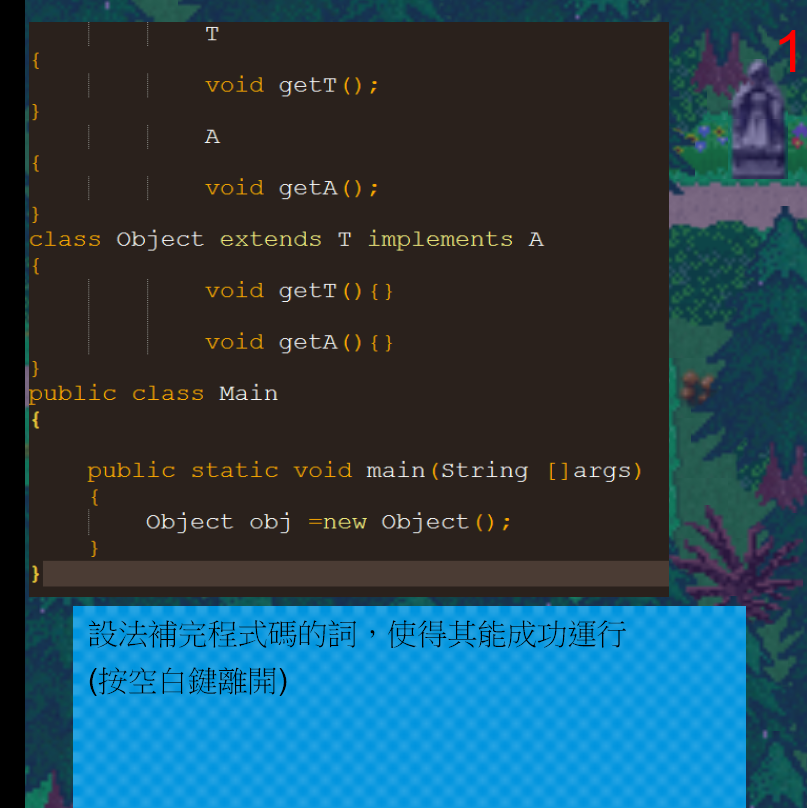 T
1
{
void getT();
}
A
{
void getA();
}
class Object extends T implements A
{
void getT(){}
void getA(){}
}
public class Main
{
public static void main(String []args)
{
Object obj =new Object();
}
}
設法補完程式碼的詞，使得其能成功運行
(按空白鍵離開)